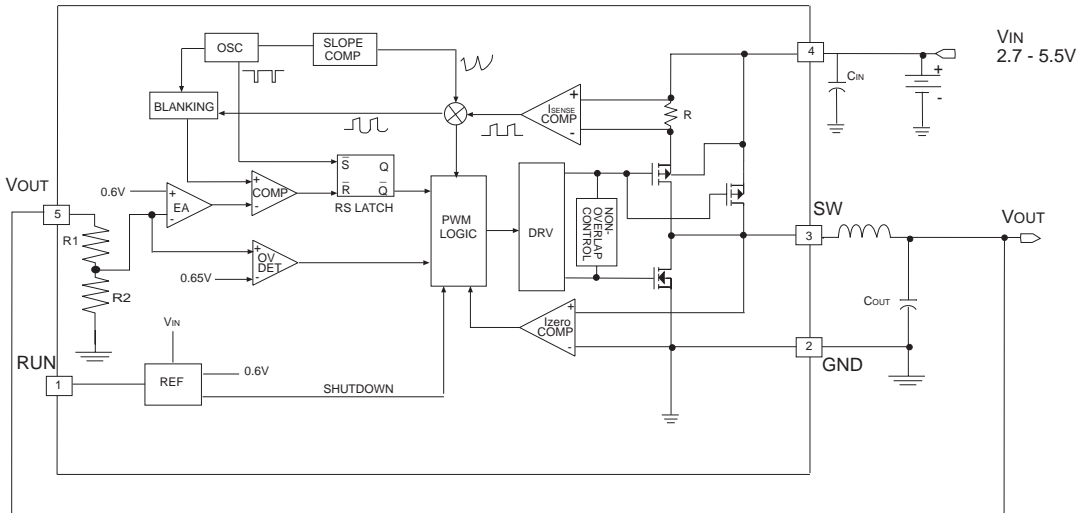 OSC
SLOPE
COMP
4
VIN
2.7 - 5.5V
CIN
+
-
BLANKING
+
ISENSE
COMP
-
R
S
Q
R
Q
RS LATCH
VOUT
5
0.6V
+
EA
-
+
COMP
-
PWM
LOGIC
DRV
NON-
OVERLAP
CONTROL
SW
3
VOUT
R1
R2
+
OV
DET
-
0.65V
+
Izero
COMP
-
COUT
2
GND
VIN
RUN
1
REF
0.6V
SHUTDOWN